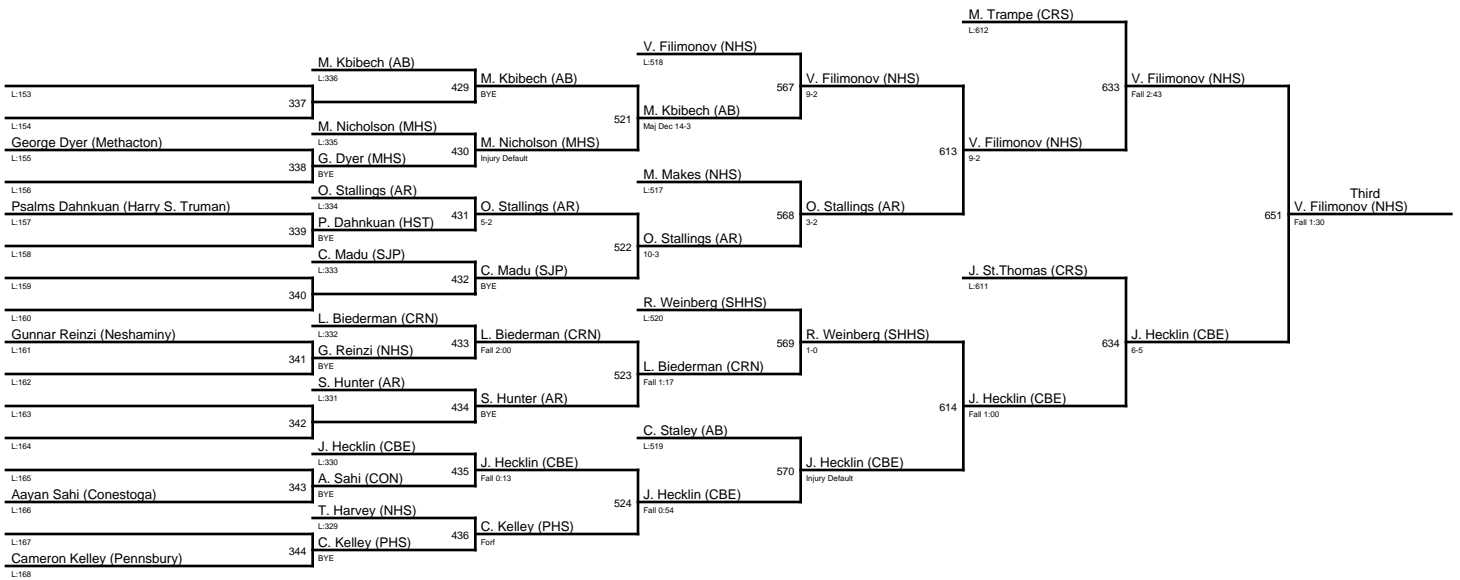 M. Trampe (CRS)
L:612
V. Filimonov (NHS)
L:518
M. Kbibech (AB)
L:336
429
M. Kbibech (AB)
BYE
567
V. Filimonov (NHS)
9-2
633
V. Filimonov (NHS)
Fall 2:43
L:153
337
521
M. Kbibech (AB)
Maj Dec 14-3
L:154
M. Nicholson (MHS)
L:335
430
M. Nicholson (MHS)
Injury Default
613
V. Filimonov (NHS)
9-2
George Dyer (Methacton)
L:155
338
G. Dyer (MHS)
BYE
L:156
M. Makes (NHS)
L:517
O. Stallings (AR)
L:334
431
O. Stallings (AR)
5-2
568
O. Stallings (AR)
3-2
651
Third
V. Filimonov (NHS)
Fall 1:30
Psalms Dahnkuan (Harry S. Truman)
L:157
339
P. Dahnkuan (HST)
BYE
522
O. Stallings (AR)
10-3
L:158
C. Madu (SJP)
L:333
432
C. Madu (SJP)
BYE
J. St.Thomas (CRS)
L:611
L:159
340
L:160
R. Weinberg (SHHS)
L:520
L. Biederman (CRN)
L:332
433
L. Biederman (CRN)
Fall 2:00
569
R. Weinberg (SHHS)
1-0
634
J. Hecklin (CBE)
6-5
Gunnar Reinzi (Neshaminy)
L:161
341
G. Reinzi (NHS)
BYE
523
L. Biederman (CRN)
Fall 1:17
L:162
S. Hunter (AR)
L:331
434
S. Hunter (AR)
BYE
614
J. Hecklin (CBE)
Fall 1:00
L:163
342
L:164
C. Staley (AB)
L:519
J. Hecklin (CBE)
L:330
435
J. Hecklin (CBE)
Fall 0:13
570
J. Hecklin (CBE)
Injury Default
L:165
343
A. Sahi (CON)
BYE
524
J. Hecklin (CBE)
Fall 0:54
Aayan Sahi (Conestoga)
L:166
T. Harvey (NHS)
L:329
436
C. Kelley (PHS)
Forf
L:167
344
C. Kelley (PHS)
BYE
Cameron Kelley (Pennsbury)
L:168